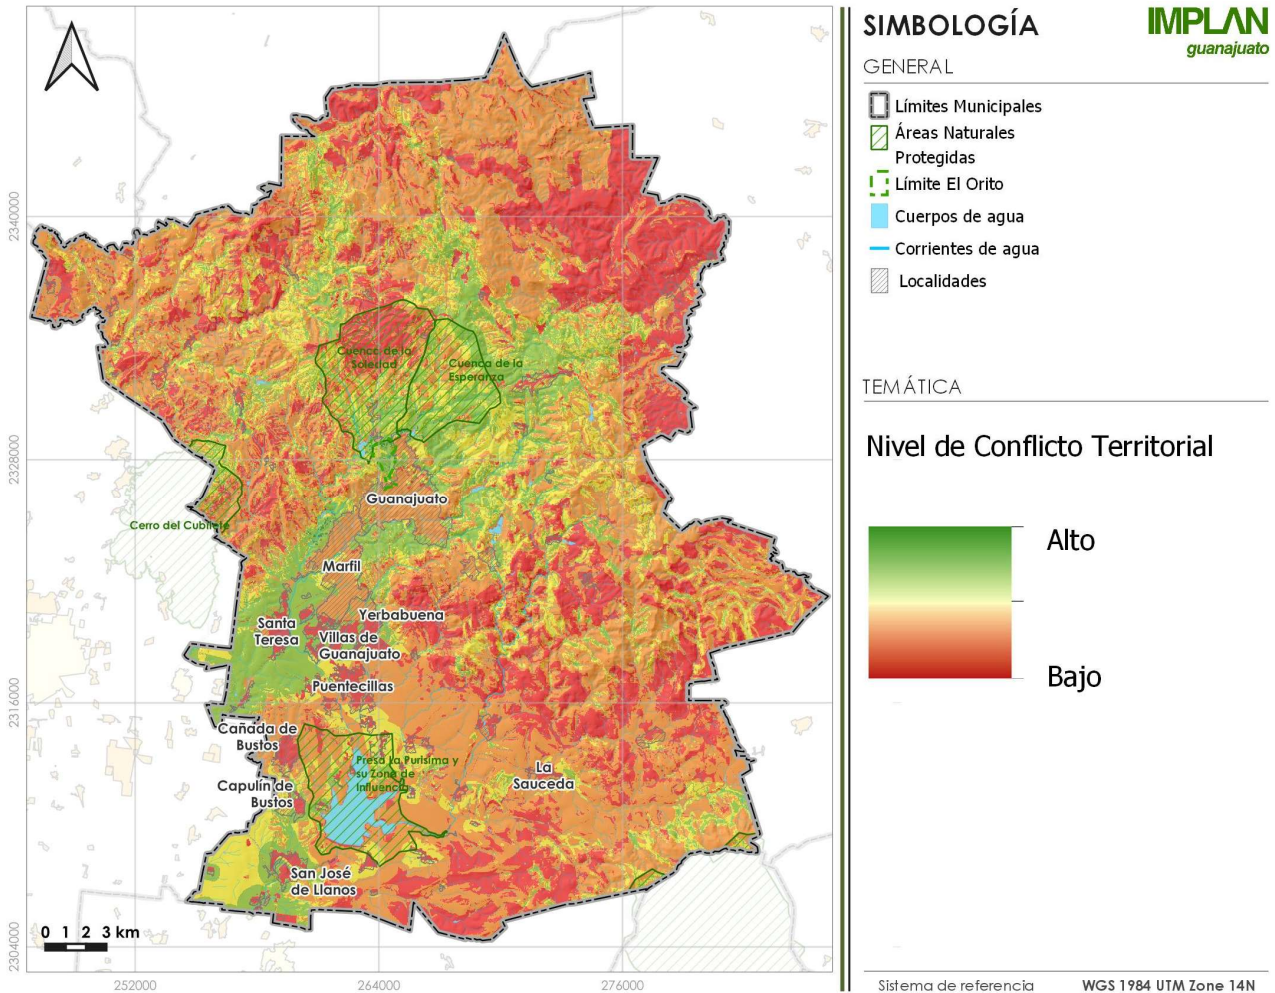 SIMBOLOGÍA
IMPLAN
guanajuato
GENERAL
Límites Municipales
Áreas Naturales
Protegidas
Límite El Orito
Cuerpos de agua
Corrientes de agua
Localidades
TEMÁTICA
Nivel de Conflicto Territorial
Alto
Bajo
Sistema de referencia
WGS 1984 UTM Zone 14N
2340000
2328000
2316000
2304000
252000
264000
276000
0 1 2 3 km
Cuenca de la
Soledad
Cuenca de la
Esperanza
Guanajuato
Cerro del Cubilete
Marfil
Yerbabuena
Santa
Teresa
Villas de
Guanajuato
Puentecillas
Cañada de
Bustos
Presa La Purisima y
su Zona de
Influencia
La
Sauceda
Capulín de
Bustos
San José
de Llanos